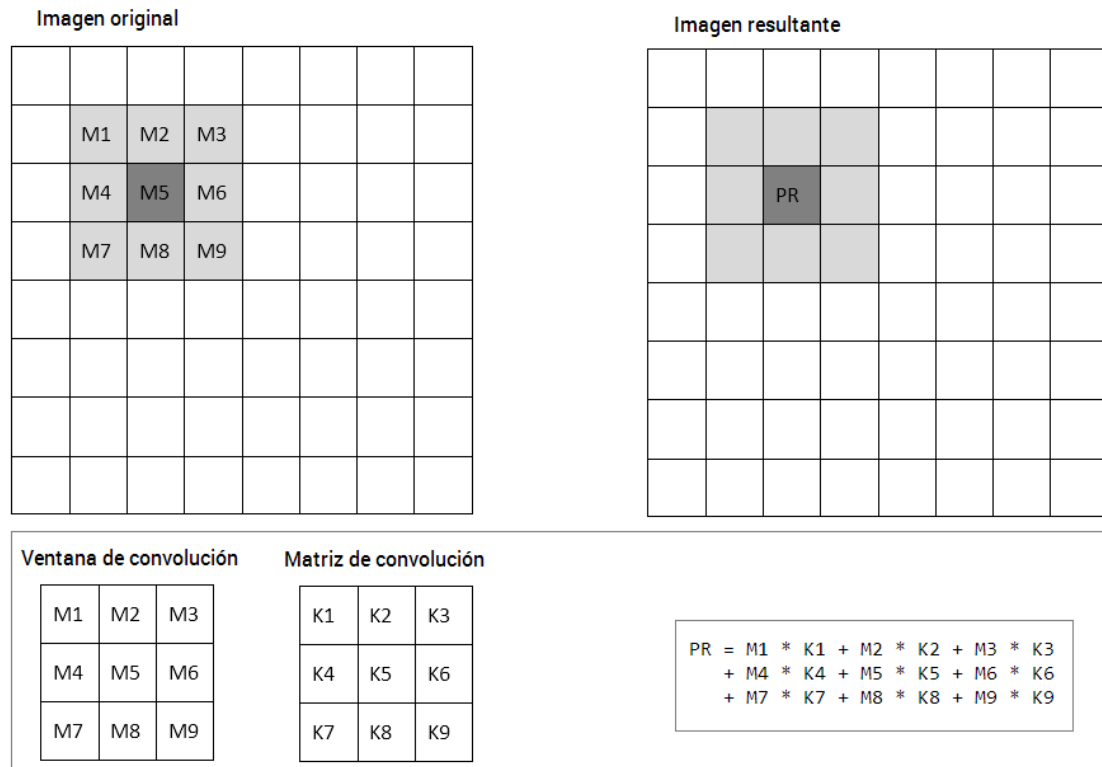 Imagen original
Imagen resultante
M1 M2 M3
M4 M5 M6
M7 M8 M9
PR
Ventana de convolución
Matriz de convolución
M1 M2 M3
M4 M5 M6
M7 M8 M9
K1 K2 K3
K4 K5 K6
K7 K8 K9
PR = M1 * K1 + M2 * K2 + M3 * K3
+ M4 * K4 + M5 * K5 + M6 * K6
+ M7 * K7 + M8 * K8 + M9 * K9